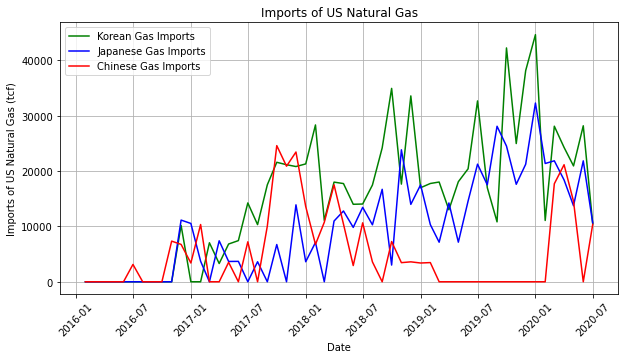 Imports of US Natural Gas
Korean Gas Imports
Japanese Gas Imports
Chinese Gas Imports
Imports of US Natural Gas (tcf)
40000
30000
20000
10000
0
2016-01
2016-07
2017-01
2017-07
2018-01
2018-07
2019-01
2019-07
2020-01
2020-07
Date